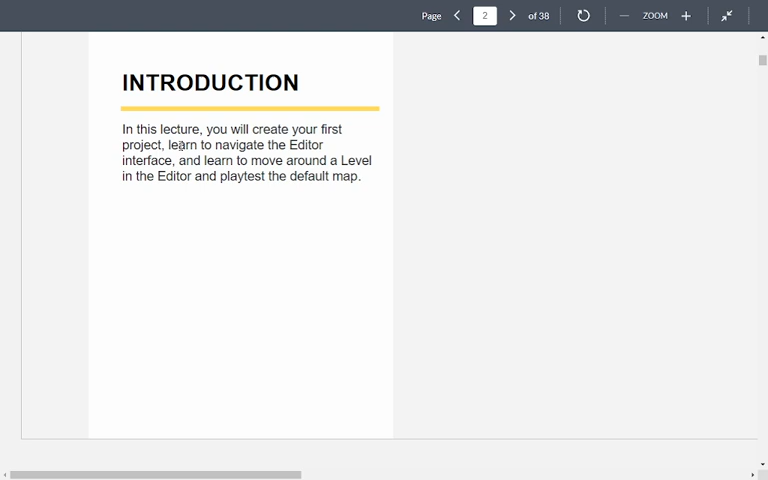 Page 2 of 38 ZOOM
INTRODUCTION
In this lecture, you will create your first
project, learn to navigate the Editor
interface, and learn to move around a Level
in the Editor and playtest the default map.